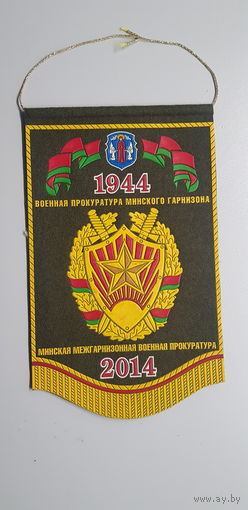 1944
ВОЕННАЯ ПРОКУРАТУРА МИНСКОГО ГАРНИЗОНА
МИНСКАЯ МЕЖГАРНИЗОННАЯ ВОЕННАЯ ПРОКУРАТУРА
2014
www.ay.by